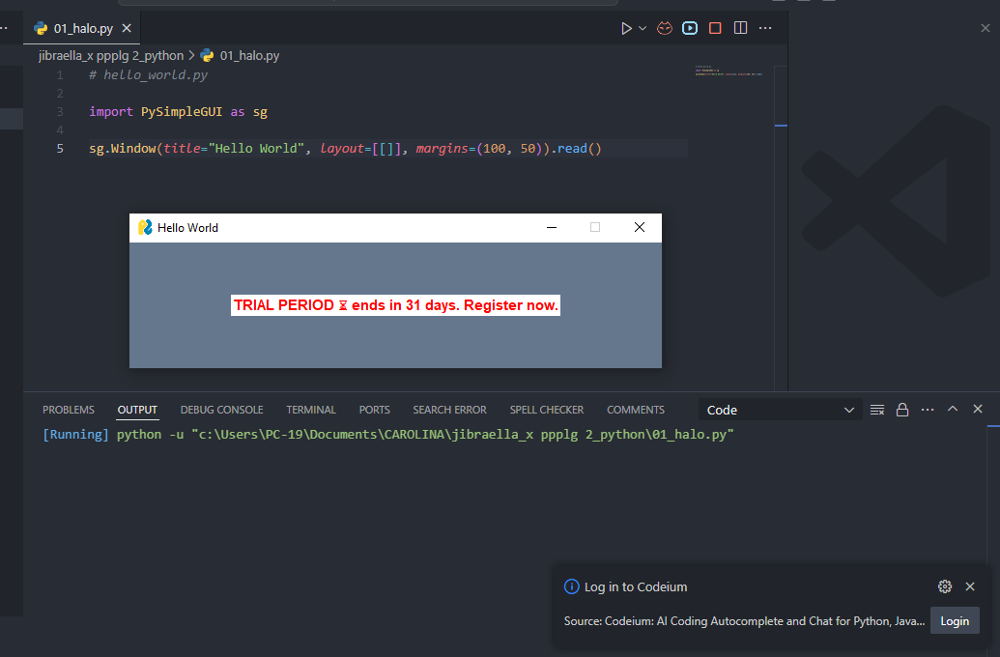 01_halo.py
jibraella_x ppplg 2_python > 01_halo.py
1 # hello_world.py
2
3 import PySimpleGUI as sg
4
5 sg.Window(title="Hello World", layout=[[]], margins=(100, 50)).read()
Hello World
TRIAL PERIOD ⏳ ends in 31 days. Register now.
PROBLEMS OUTPUT DEBUG CONSOLE TERMINAL PORTS SEARCH ERROR SPELL CHECKER COMMENTS Code
[Running] python -u "c:\Users\PC-19\Documents\CAROLINA\jibraella_x ppplg 2_python\01_halo.py"
Log in to Codeium
Source: Codeium: AI Coding Autocomplete and Chat for Python, Java... Login